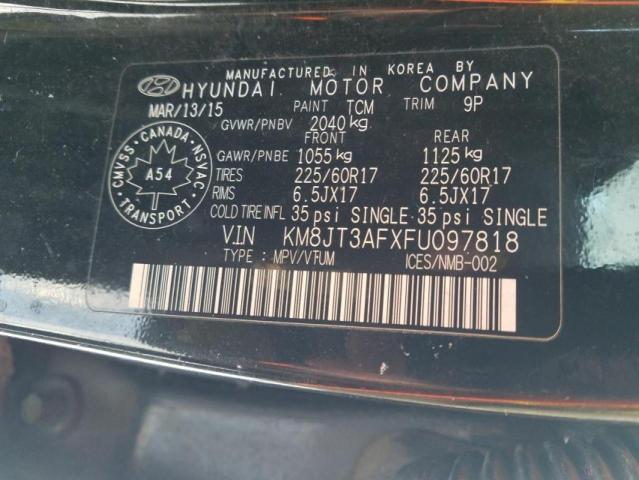 MANUFACTURED IN KOREA BY
HYUNDAI MOTOR COMPANY
MAR/13/15 PAINT TCM TRIM 9P
GVWR/PNBV 2040 kg
FRONT REAR
GAWR/PNBE 1055 kg 1125 kg
TIRES 225/60R17 225/60R17
RIMS 6.5JX17 6.5JX17
COLD TIRE INFL 35 psi SINGLE 35 psi SINGLE
VIN KM8JT3AFXFU097818
TYPE : MPV/VTUM ICES/NMB-002
CMVSS · CANADA · NSVAC
A54
TRANSPORT